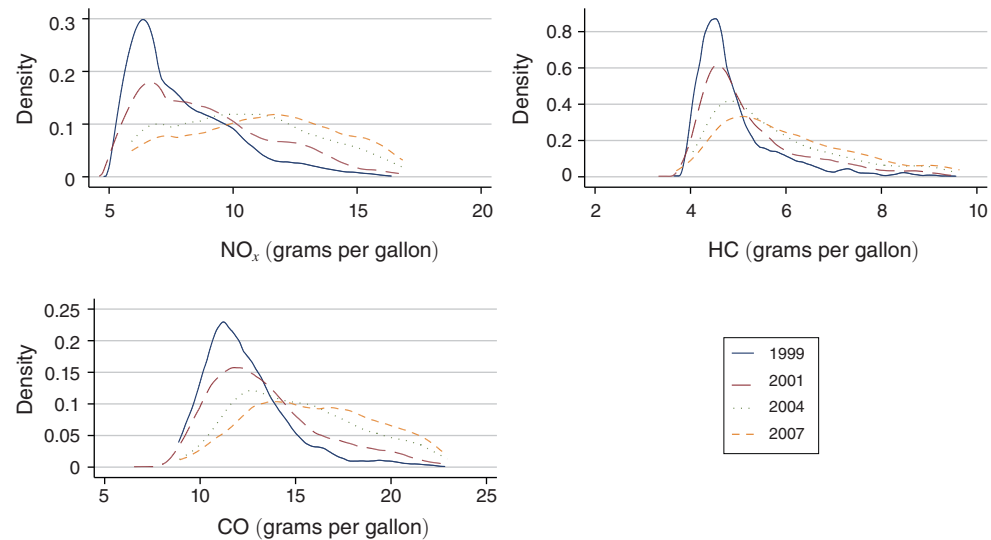 Density
0.3
0.2
0.1
0
5 10 15 20
NOx (grams per gallon)
Density
0.8
0.6
0.4
0.2
0
2 4 6 8 10
HC (grams per gallon)
Density
0.25
0.2
0.15
0.1
0.05
0
5 10 15 20 25
CO (grams per gallon)
1999
2001
2004
2007